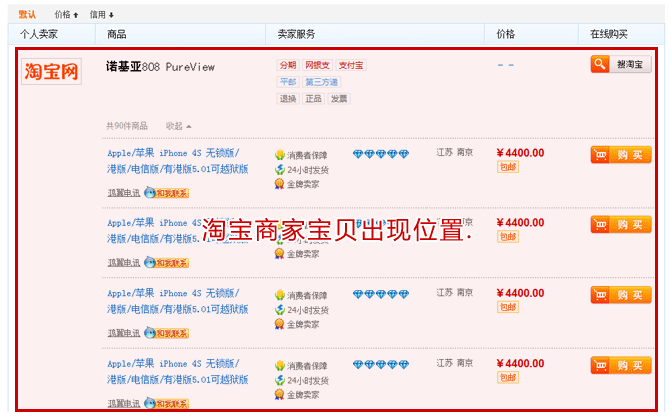 默认 价格 信用
个人卖家 商品 卖家服务 价格 在线购买
淘宝网 诺基亚808 PureView 分期 网银支 支付宝 -- 搜淘宝
平邮 第三方递
退换 正品 发票
共90件商品 收起
Apple/苹果 iPhone 4S 无锁版/ 消费者保障 江苏 南京 ¥4400.00 购 买
港版/电信版/有港版5.01可越狱版 24小时发货 包邮
鸿翼电讯 和我联系 金牌卖家
Apple/苹果 iPhone 4S 无锁版/ ¥4400.00 购 买
淘宝商家宝贝出现位置.
港版/电信版/有港版5.01可越狱版 24小时发货 包邮
鸿翼电讯 和我联系 金牌卖家
Apple/苹果 iPhone 4S 无锁版/ 消费者保障 江苏 南京 ¥4400.00 购 买
港版/电信版/有港版5.01可越狱版 24小时发货 包邮
鸿翼电讯 和我联系 金牌卖家
Apple/苹果 iPhone 4S 无锁版/ 消费者保障 江苏 南京 ¥4400.00 购 买
港版/电信版/有港版5.01可越狱版 24小时发货 包邮
鸿翼电讯 和我联系 金牌卖家